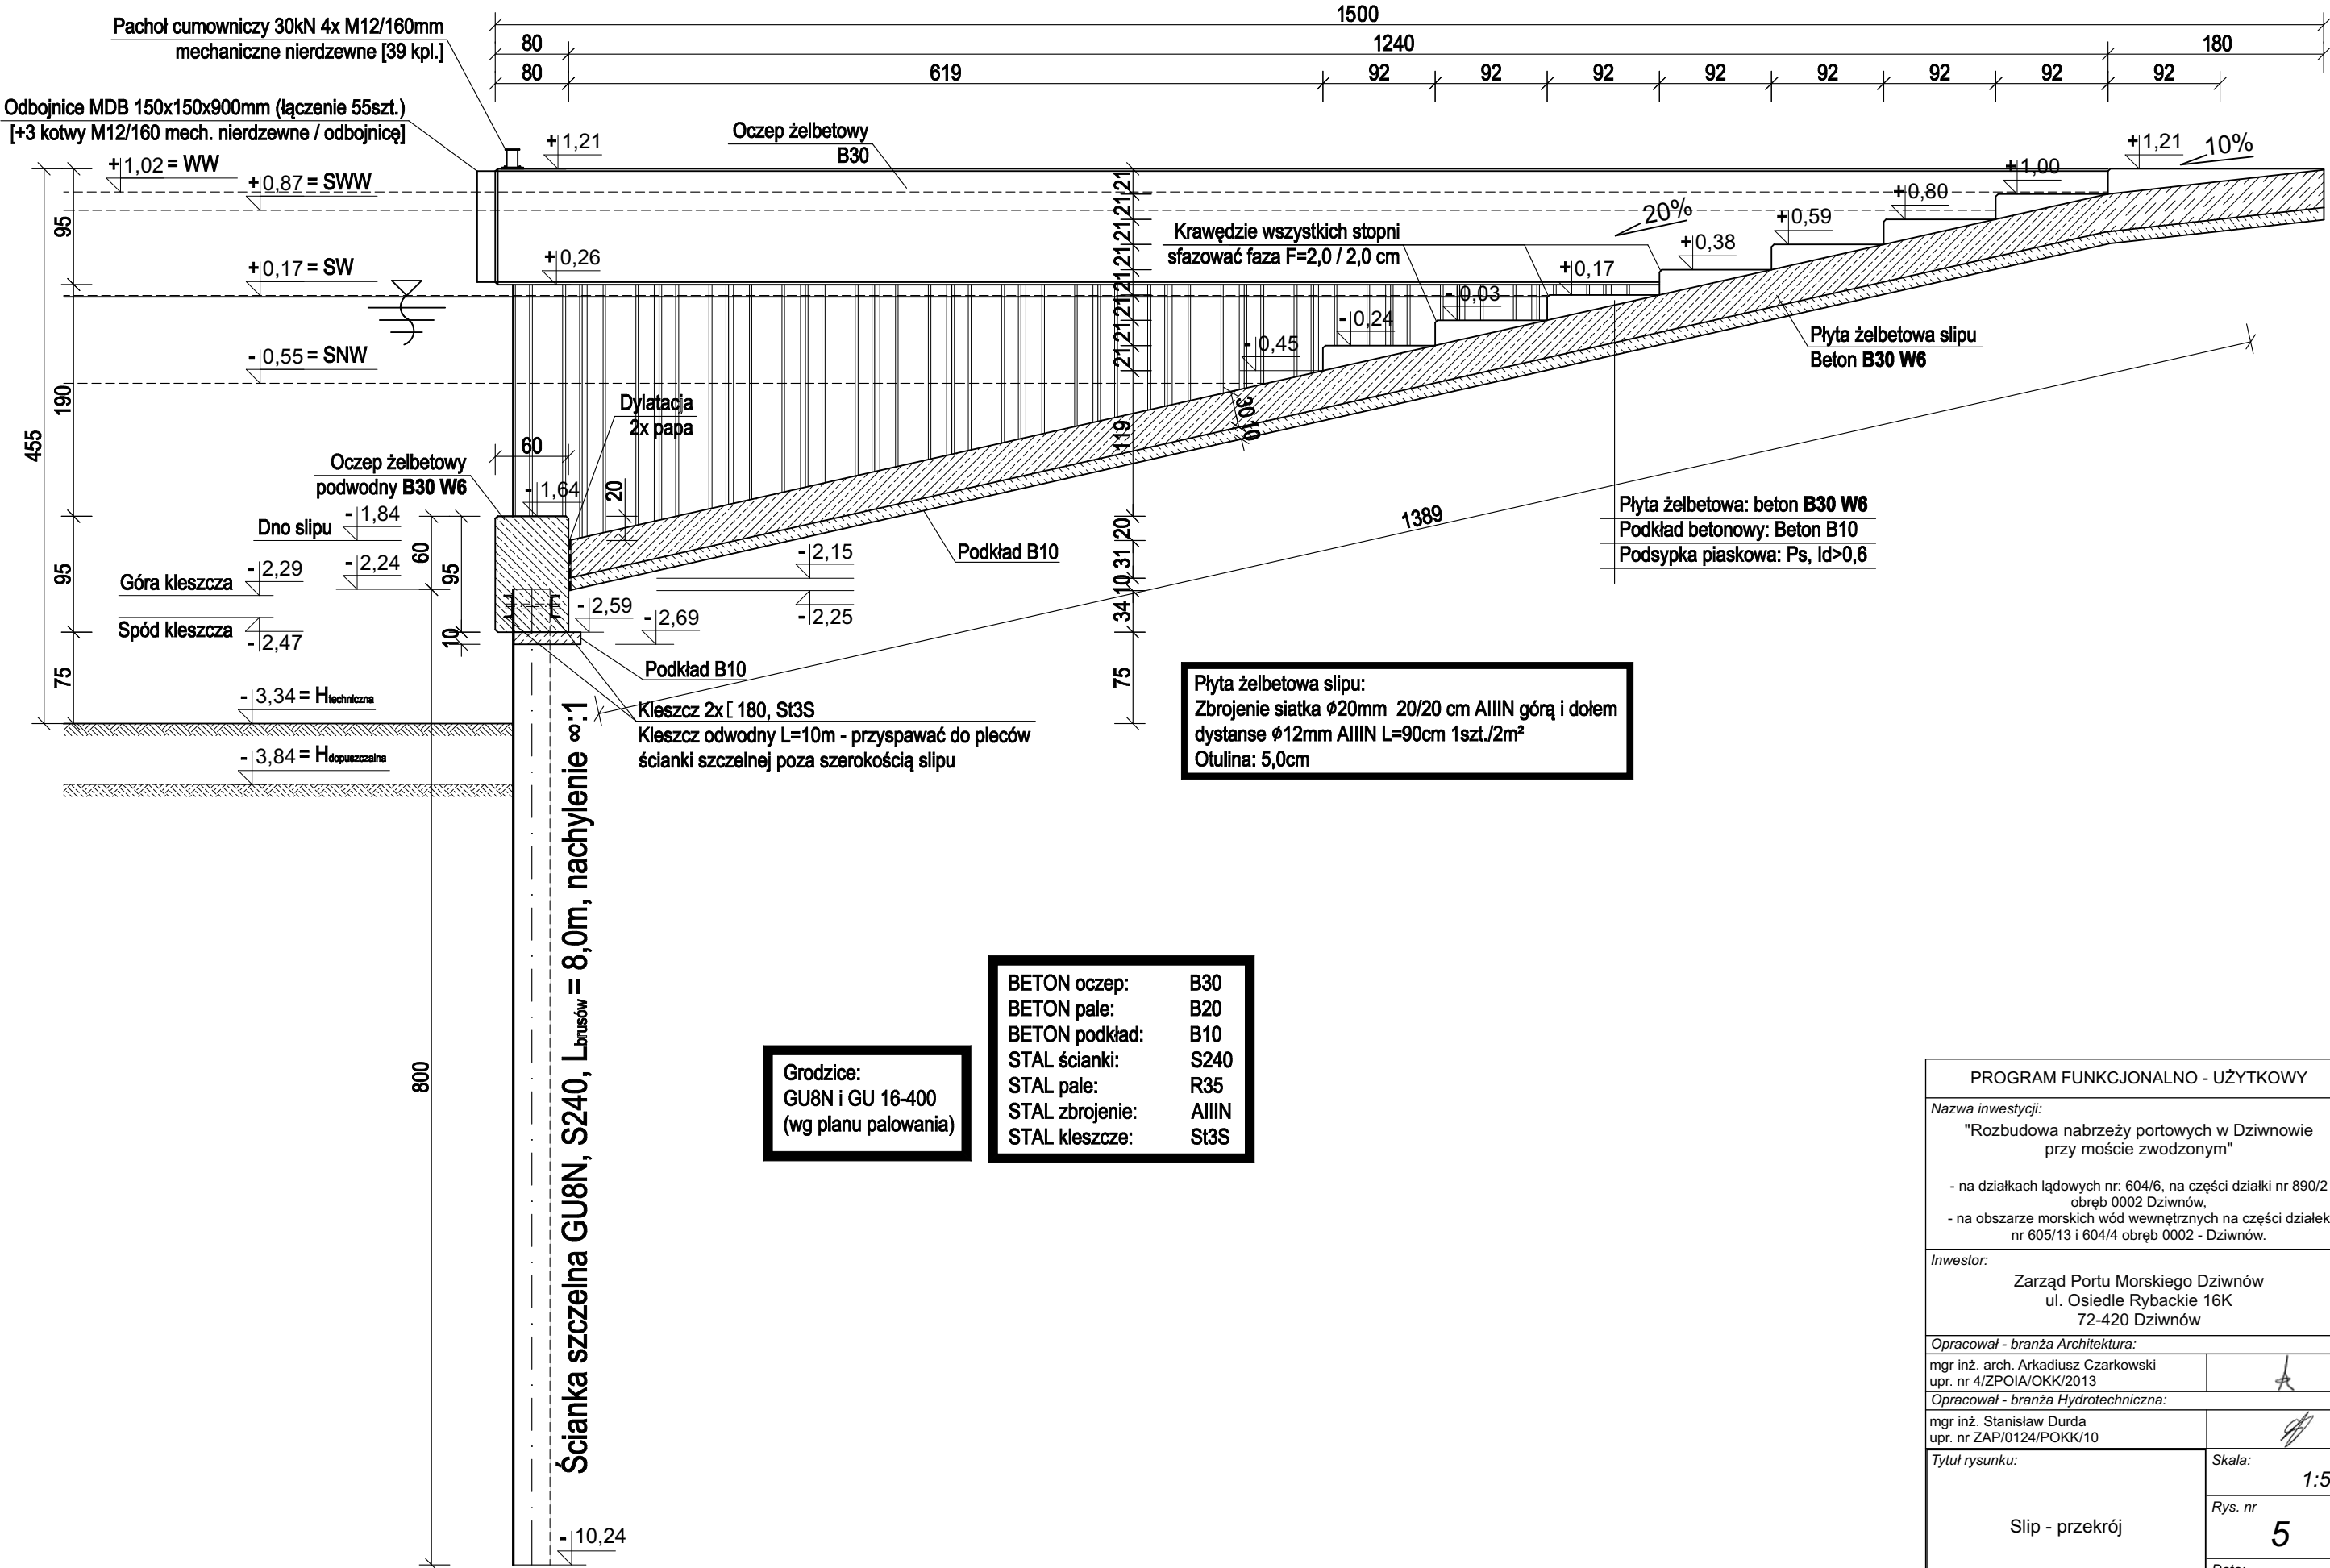 1500
80
1240
180
80
619
92
92
92
92
92
92
92
92
Pachoł cumowniczy 30kN 4x M12/160mm
mechaniczne nierdzewne [39 kpl.]
Odbojnice MDB 150x150x900mm (łączenie 55szt.)
[+3 kotwy M12/160 mech. nierdzewne / odbojnicę]
+1,02 = WW
+0,87 = SWW
+0,17 = SW
-0,55 = SNW
+1,21
+0,26
Oczep żelbetowy
B30
+1,21
10%
+1,00
+0,80
20%
+0,59
+0,38
+0,17
-0,03
-0,24
-0,45
Krawędzie wszystkich stopni
sfazować faza F=2,0 / 2,0 cm
21
21
21
21
21
21
21
21
119
20
31
10
34
75
30
10
Płyta żelbetowa slipu
Beton B30 W6
95
190
455
95
75
Dylatacja
2x papa
60
Oczep żelbetowy
podwodny B30 W6
-1,64
20
Dno slipu
-1,84
-2,24
60
95
10
Góra kleszcza
-2,29
Spód kleszcza
-2,47
-2,59
-2,69
-2,15
-2,25
Podkład B10
1389
Płyta żelbetowa: beton B30 W6
Podkład betonowy: Beton B10
Podsypka piaskowa: Ps, Id>0,6
Podkład B10
-3,34 = Htechniczna
-3,84 = Hdopuszczalna
Kleszcz 2x[ 180, St3S
Kleszcz odwodny L=10m - przyspawać do pleców
ścianki szczelnej poza szerokością slipu
Płyta żelbetowa slipu:
Zbrojenie siatka ϕ20mm 20/20 cm AIIIN górą i dołem
dystanse ϕ12mm AIIIN L=90cm 1szt./2m²
Otulina: 5,0cm
Ścianka szczelna GU8N, S240, Lbrusów = 8,0m, nachylenie ∞:1
800
-10,24
Grodzice:
GU8N i GU 16-400
(wg planu palowania)
BETON oczep: B30
BETON pale: B20
BETON podkład: B10
STAL ścianki: S240
STAL pale: R35
STAL zbrojenie: AIIIN
STAL kleszcze: St3S
PROGRAM FUNKCJONALNO - UŻYTKOWY
Nazwa inwestycji:
"Rozbudowa nabrzeży portowych w Dziwnowie
przy moście zwodzonym"
- na działkach lądowych nr: 604/6, na części działki nr 890/2
obręb 0002 Dziwnów,
- na obszarze morskich wód wewnętrznych na części działek
nr 605/13 i 604/4 obręb 0002 - Dziwnów.
Inwestor:
Zarząd Portu Morskiego Dziwnów
ul. Osiedle Rybackie 16K
72-420 Dziwnów
Opracował - branża Architektura:
mgr inż. arch. Arkadiusz Czarkowski
upr. nr 4/ZPOIA/OKK/2013
Opracował - branża Hydrotechniczna:
mgr inż. Stanisław Durda
upr. nr ZAP/0124/POKK/10
Tytuł rysunku:
Slip - przekrój
Skala:
1:5
Rys. nr
5